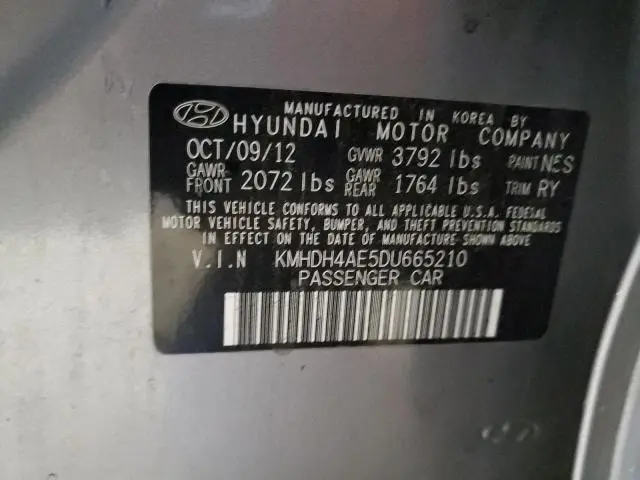 MANUFACTURED IN KOREA BY
HYUNDAI MOTOR COMPANY
OCT/09/12 GVWR 3792 lbs PAINT NES
GAWR FRONT 2072 lbs GAWR REAR 1764 lbs TRIM RY
THIS VEHICLE CONFORMS TO ALL APPLICABLE U.S.A. FEDERAL
MOTOR VEHICLE SAFETY, BUMPER, AND THEFT PREVENTION STANDARDS
IN EFFECT ON THE DATE OF MANUFACTURE SHOWN ABOVE
V.I.N KMHDH4AE5DU665210
PASSENGER CAR